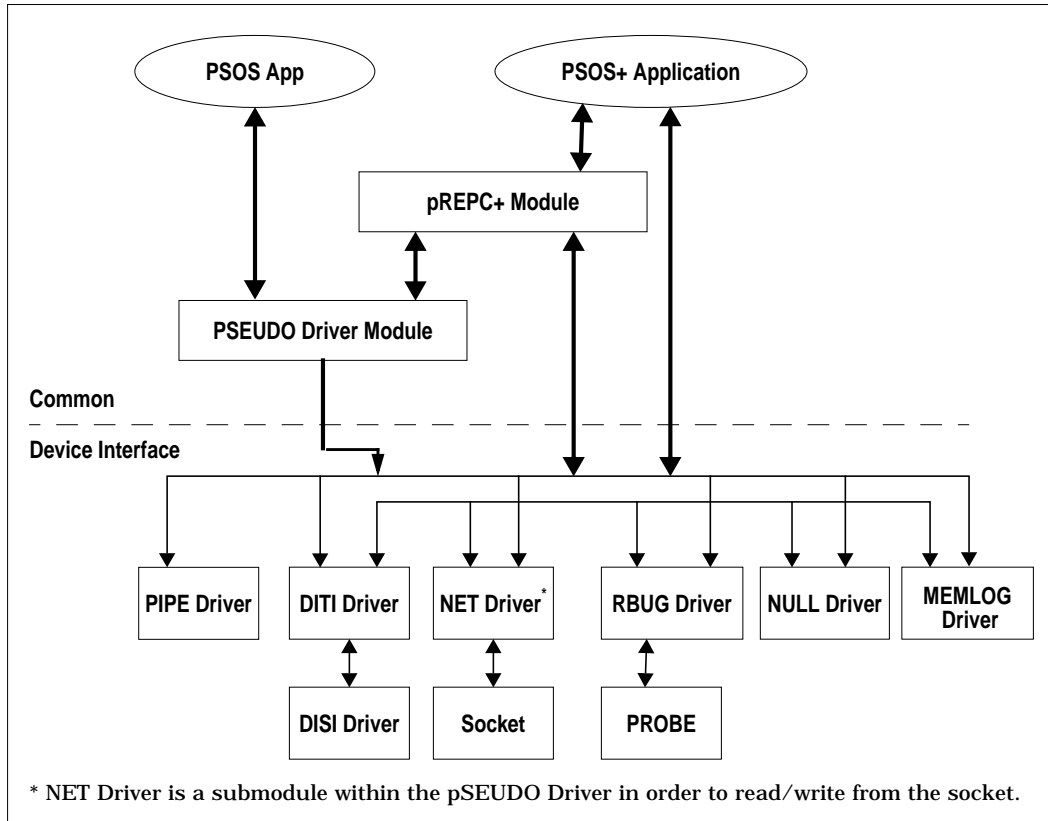 PSOS App
PSOS+ Application
pREPC+ Module
PSEUDO Driver Module
Common
Device Interface
PIPE Driver
DITI Driver
NET Driver*
RBUG Driver
NULL Driver
MEMLOG
Driver
DISI Driver
Socket
PROBE
* NET Driver is a submodule within the pSEUDO Driver in order to read/write from the socket.